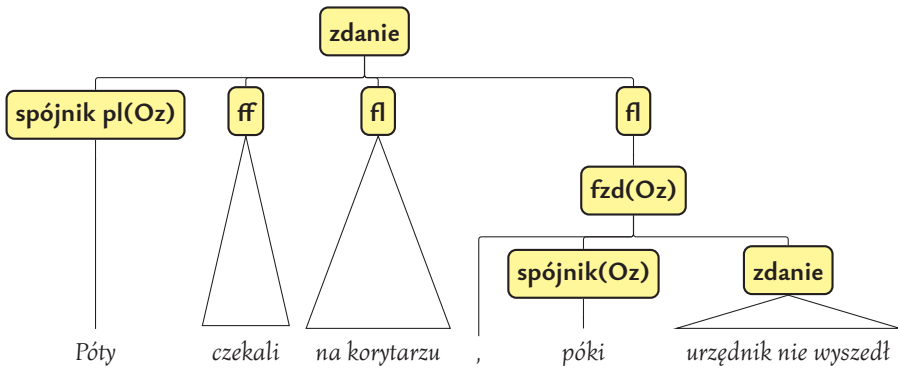 zdanie
spójnik pl(Oz) ff fl fl
fzd(Oz)
spójnik(Oz) zdanie
Póty czekali na korytarzu , póki urzędnik nie wyszedł